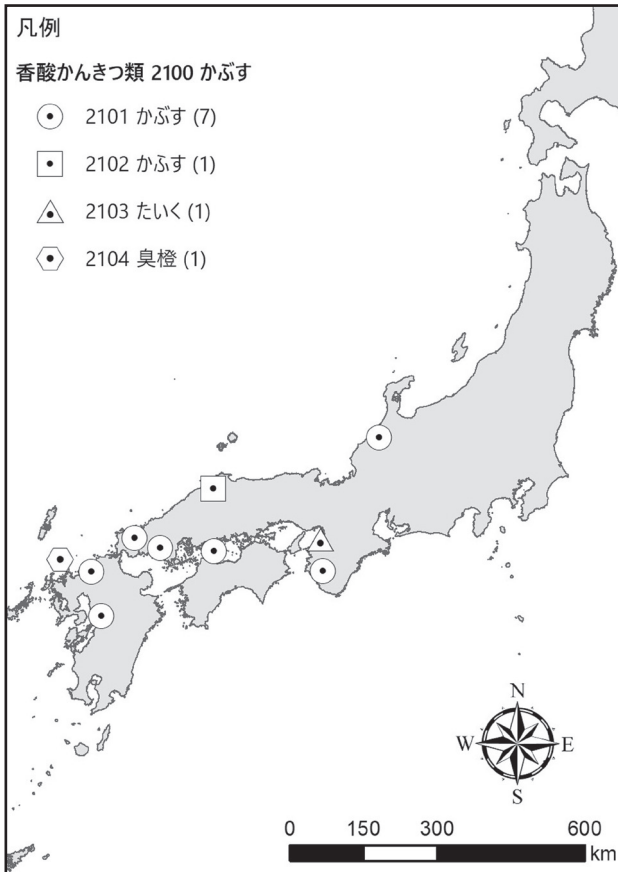 凡例
香酸かんきつ類 2100 かぶす
2101 かぶす (7)
2102 かふす (1)
2103 たいく (1)
2104 臭橙 (1)
N
W E
S
0 150 300 600
km